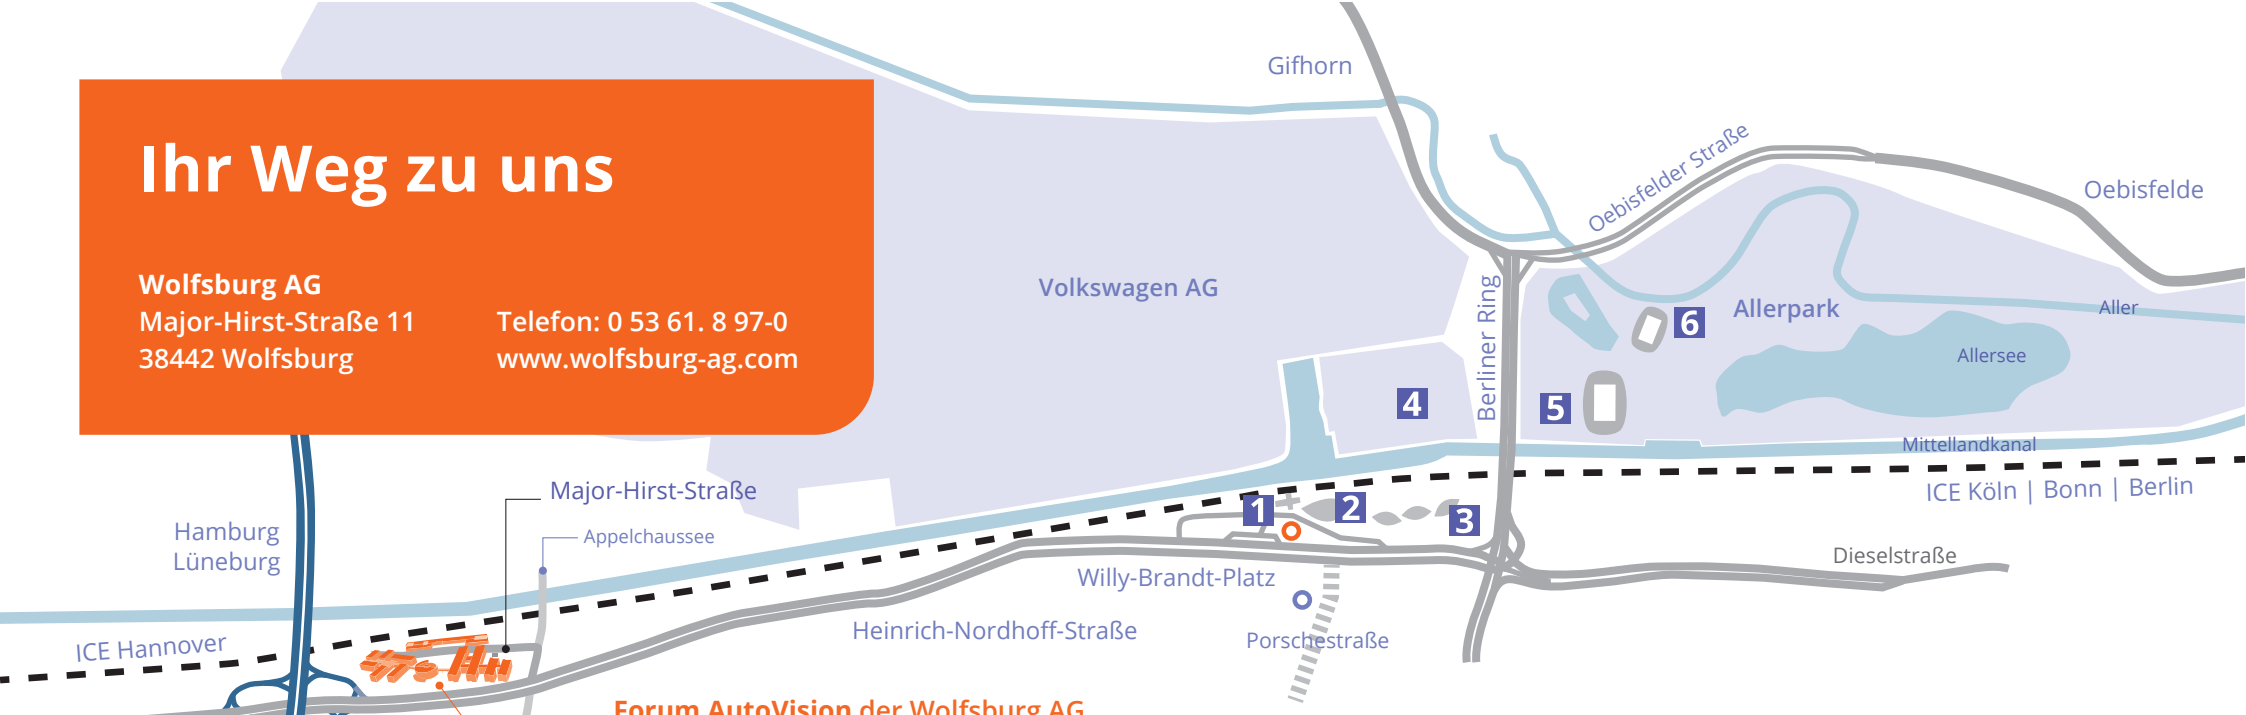 Ihr Weg zu uns
Wolfsburg AG
Major-Hirst-Straße 11
38442 Wolfsburg
Telefon: 0 53 61. 8 97-0
www.wolfsburg-ag.com
Gifhorn
Oebisfelder Straße
Oebisfelde
Volkswagen AG
Berliner Ring
Allerpark
Aller
Allersee
6
5
4
Mittellandkanal
ICE Köln | Bonn | Berlin
Major-Hirst-Straße
Appelchaussee
Hamburg
Lüneburg
1
2
3
Dieselstraße
Willy-Brandt-Platz
Heinrich-Nordhoff-Straße
Porschestraße
ICE Hannover
Forum AutoVision der Wolfsburg AG